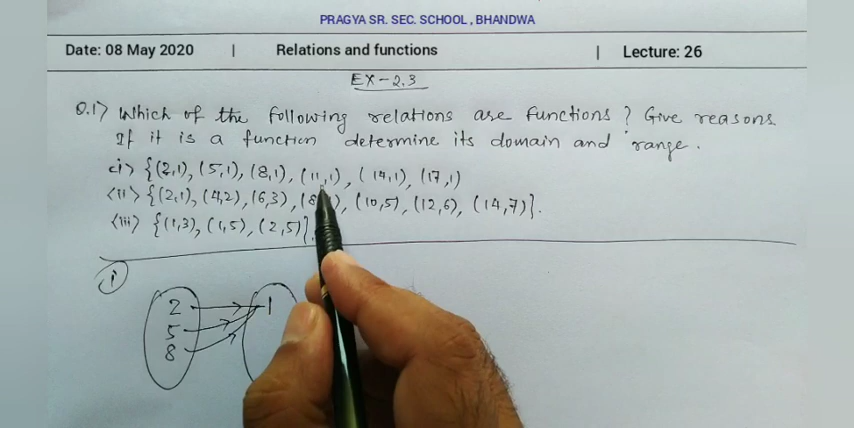 PRAGYA SR. SEC. SCHOOL , BHANDWA
Date: 08 May 2020 | Relations and functions | Lecture: 26
EX-2.3
Q.1> Which of the following relations are functions ? Give reasons
If it is a function determine its domain and range.
(i) {(2,1), (5,1), (8,1), (11,1), (14,1), (17,1)
(ii) {(2,1), (4,2), (6,3), (8, (10,5), (12,6), (14,7)}.
(iii) {(1,3), (1,5), (2,5)}.
(i)
2 1
5
8